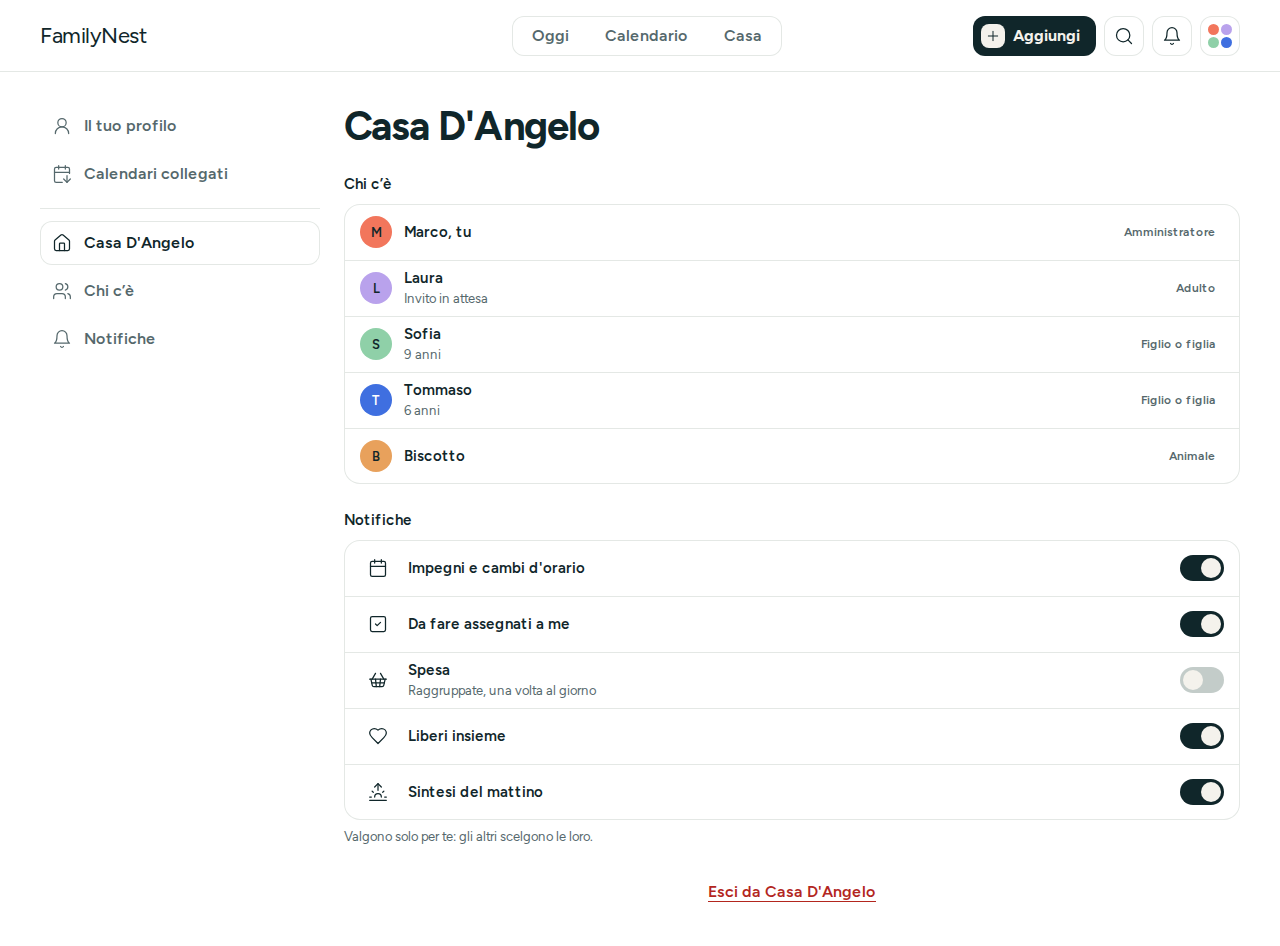 FamilyNest
Oggi
Calendario
Casa
Aggiungi
Il tuo profilo
Calendari collegati
Casa D'Angelo
Chi c’è
Notifiche
Casa D'Angelo
Chi c’è
M
Marco, tu
Amministratore
L
Laura
Invito in attesa
Adulto
S
Sofia
9 anni
Figlio o figlia
T
Tommaso
6 anni
Figlio o figlia
B
Biscotto
Animale
Notifiche
Impegni e cambi d'orario
Da fare assegnati a me
Spesa
Raggruppate, una volta al giorno
Liberi insieme
Sintesi del mattino
Valgono solo per te: gli altri scelgono le loro.
Esci da Casa D'Angelo